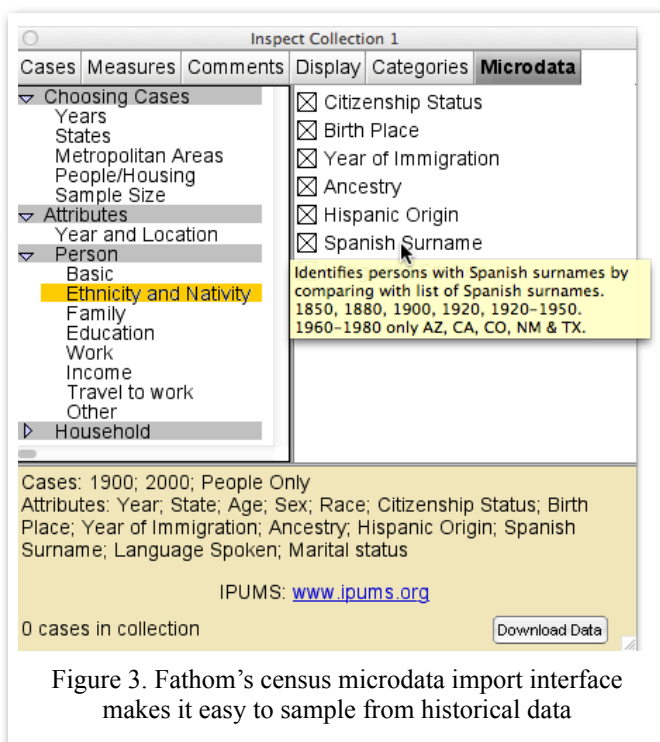 Inspect Collection 1
Cases Measures Comments Display Categories Microdata
Choosing Cases
Years
States
Metropolitan Areas
People/Housing
Sample Size
Attributes
Year and Location
Person
Basic
Ethnicity and Nativity
Family
Education
Work
Income
Travel to work
Other
Household
Citizenship Status
Birth Place
Year of Immigration
Ancestry
Hispanic Origin
Spanish Surname
Identifies persons with Spanish surnames by
comparing with list of Spanish surnames.
1850, 1880, 1900, 1920, 1920-1950.
1960-1980 only AZ, CA, CO, NM & TX.
Cases: 1900; 2000; People Only
Attributes: Year; State; Age; Sex; Race; Citizenship Status; Birth
Place; Year of Immigration; Ancestry; Hispanic Origin; Spanish
Surname; Language Spoken; Marital status
IPUMS: www.ipums.org
0 cases in collection
Download Data
Figure 3. Fathom’s census microdata import interface
makes it easy to sample from historical data